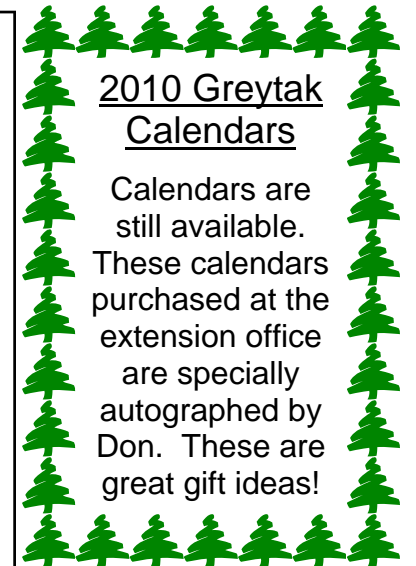 2010 Greytak
Calendars
Calendars are
still available.
These calendars
purchased at the
extension office
are specially
autographed by
Don.  These are
great gift ideas!